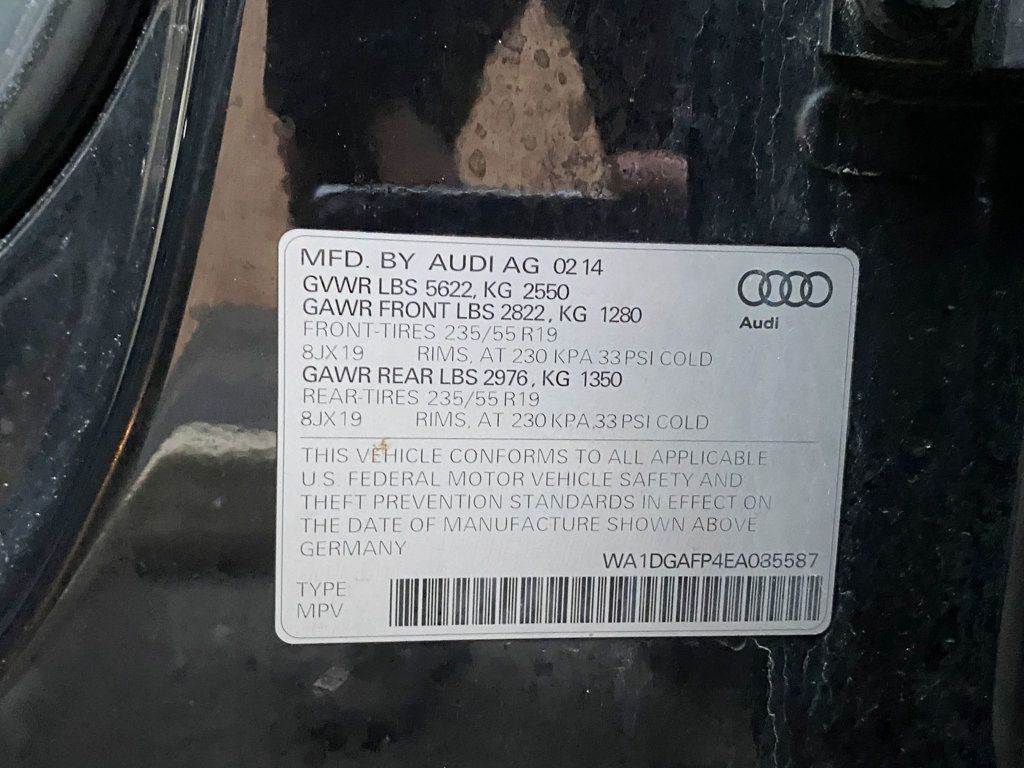 MFD. BY AUDI AG 02 14
GVWR LBS 5622, KG 2550
GAWR FRONT LBS 2822, KG 1280
FRONT-TIRES 235/55 R19
8JX19 RIMS, AT 230 KPA 33 PSI COLD
GAWR REAR LBS 2976, KG 1350
REAR-TIRES 235/55 R19
8JX19 RIMS, AT 230 KPA,33 PSI COLD
Audi
THIS VEHICLE CONFORMS TO ALL APPLICABLE
U.S. FEDERAL MOTOR VEHICLE SAFETY AND
THEFT PREVENTION STANDARDS IN EFFECT ON
THE DATE OF MANUFACTURE SHOWN ABOVE
GERMANY
WA1DGAFP4EA085587
TYPE
MPV